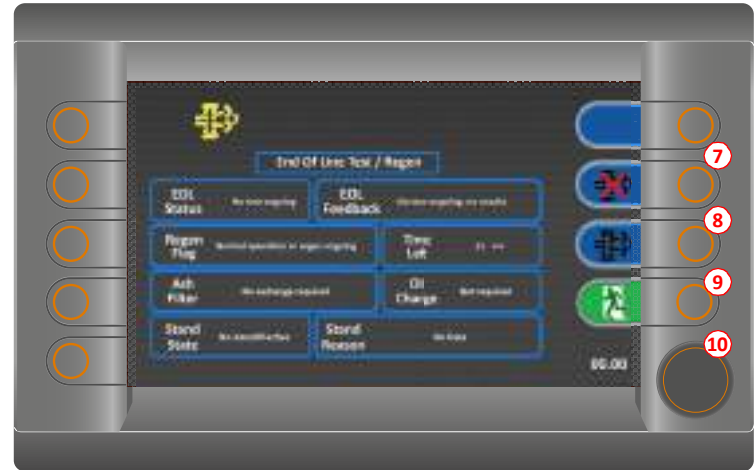 End Of Line Test / Regen
7
EOL Status No test ongoing EOL Feedback
8
Regen Flag Time Left
9
Ash Filter No exchange required Oil Change Not required
Stand State Stand Reason No data
10
00.00